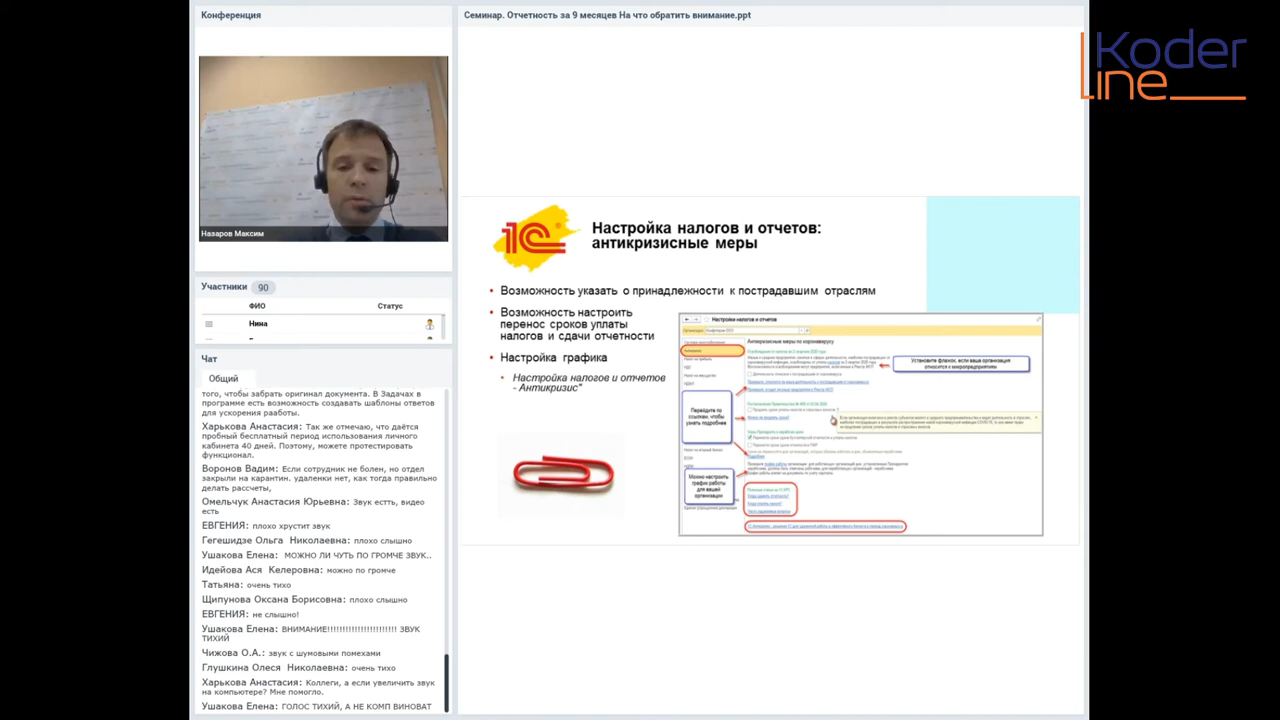 Конференция
Семинар. Отчетность за 9 месяцев На что обратить внимание.ppt
Koder
Line
Назаров Максим
Участники 90
ФИО Статус
Нина
Чат
Общий
того, чтобы забрать оригинал документа. В Задачах в
программе есть возможность создавать шаблоны ответов
для ускорения рааботы.
Харькова Анастасия: Так же отмечаю, что даётся
пробный бесплатный период использования личного
кабинета 40 дней. Поэтому, можете протестировать
функционал.
Воронов Вадим: Если сотрудник не болен, но отдел
закрыли на карантин. удаленки нет, как тогда правильно
делать рассчеты,
Омельчук Анастасия Юрьевна: Звук естть, видео
есть
ЕВГЕНИЯ: плохо хрустит звук
Гегешидзе Ольга Николаевна: плохо слышно
Ушакова Елена: МОЖНО ЛИ ЧУТЬ ПО ГРОМЧЕ ЗВУК..
Идейова Ася Келеровна: можно по громче
Татьяна: очень тихо
Щипунова Оксана Борисовна: плохо слышно
ЕВГЕНИЯ: не слышно!
Ушакова Елена: ВНИМАНИЕ!!!!!!!!!!!!!!!!!!!!!!! ЗВУК
ТИХИЙ
Чижова О.А.: звук с шумовыми помехами
Глушкина Олеся Николаевна: очень тихо
Харькова Анастасия: Коллеги, а если увеличить звук
на компьютере? Мне помогло.
Ушакова Елена: ГОЛОС ТИХИЙ, А НЕ КОМП ВИНОВАТ
1С
Настройка налогов и отчетов:
антикризисные меры
• Возможность указать о принадлежности к пострадавшим отраслям
• Возможность настроить
перенос сроков уплаты
налогов и сдачи отчетности
• Настройка графика
• Настройка налогов и отчетов
- Антикризис"
Настройки налогов и отчетов
Антикризисные меры по коронавирусу
Установите флажок, если ваша организация
относится к микропредприятиям
Перейдите по
ссылкам, чтобы
узнать подробнее
Можно настроить
график работы
для вашей
организации